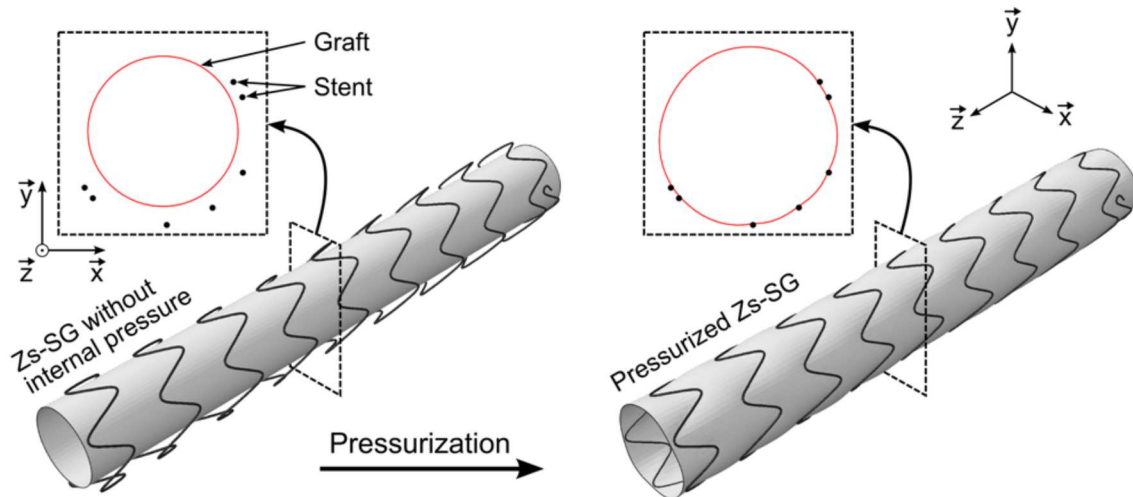 Graft
Stent
y
z
x
Zs-SG without
internal pressure
Pressurization
y
z
x
Pressurized Zs-SG